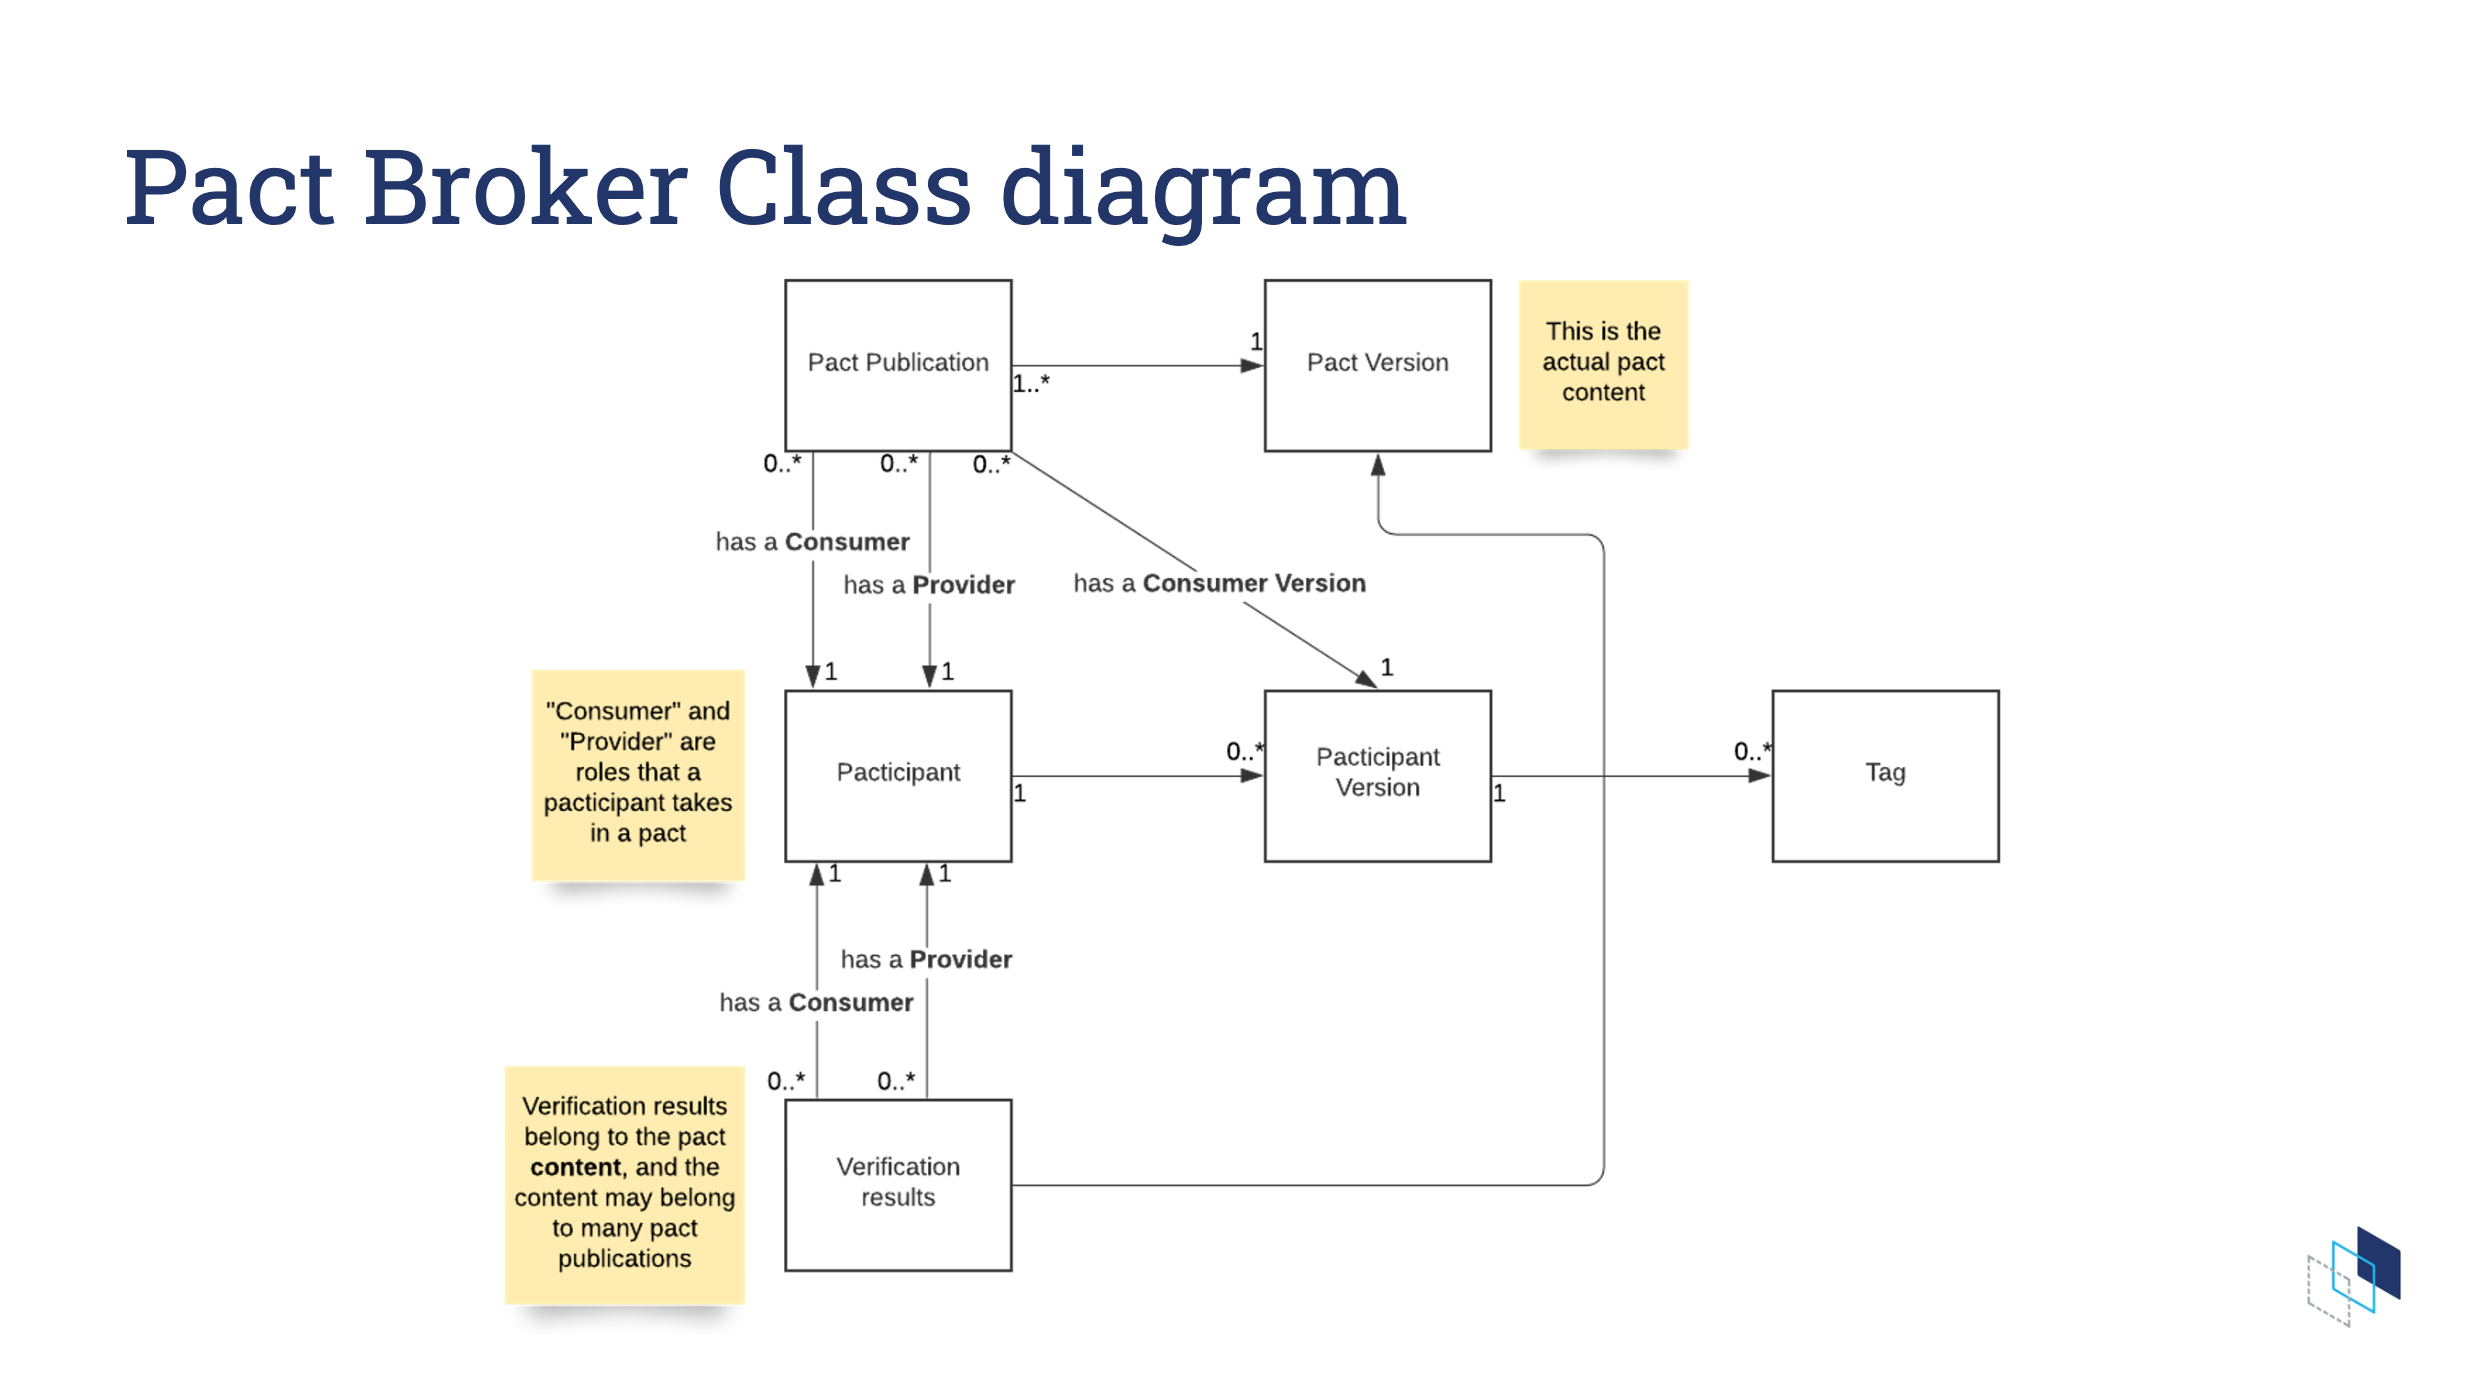 Pact Broker Class diagram
Pact Publication
1
1..*
Pact Version
This is the
actual pact
content
0..*
0..*
0..*
has a Consumer
has a Provider
has a Consumer Version
1
1
1
"Consumer" and
"Provider" are
roles that a
pacticipant takes
in a pact
Pacticipant
1
0..*
Pacticipant
Version
1
0..*
Tag
1
1
has a Provider
has a Consumer
0..*
0..*
Verification results
belong to the pact
content, and the
content may belong
to many pact
publications
Verification
results